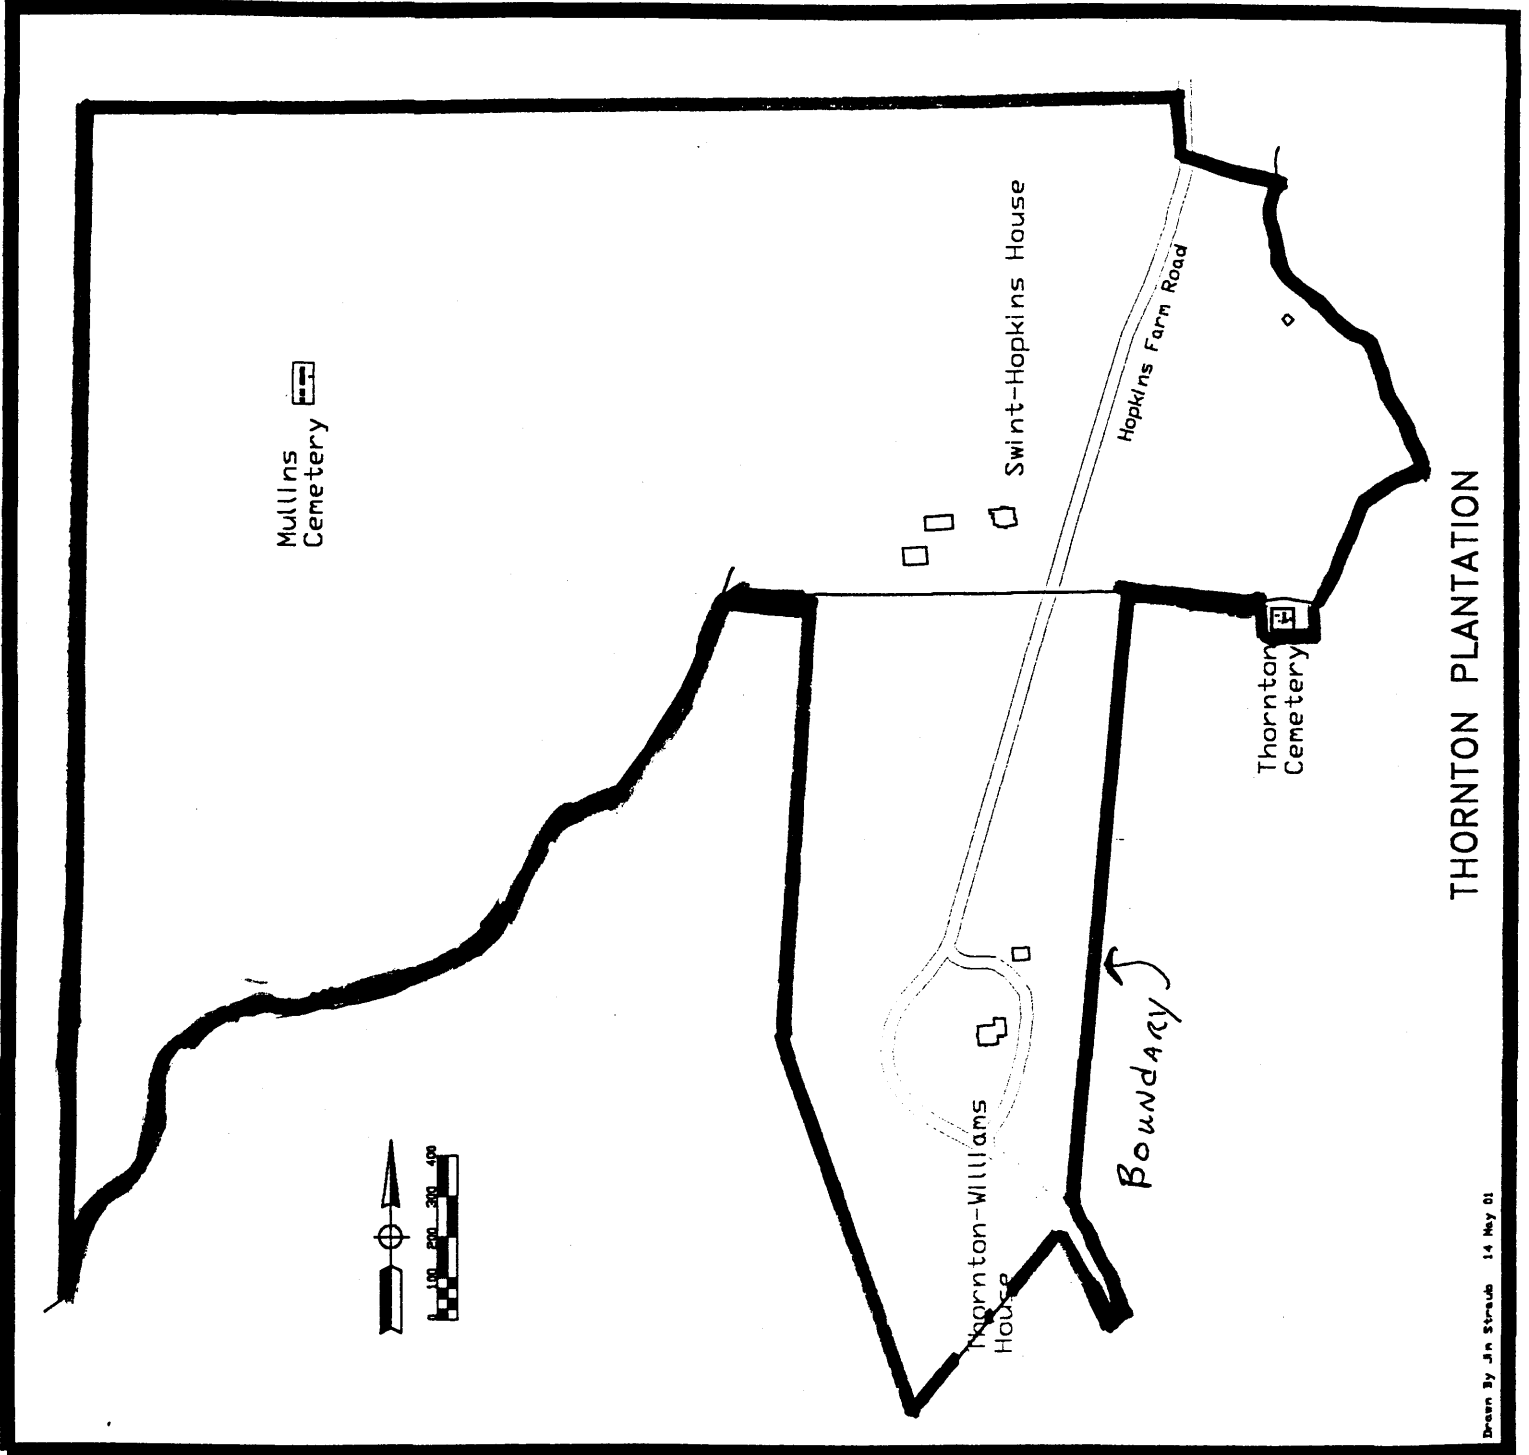 Mullins
Cemetery
Swint-Hopkins House
Hopkins Farm Road
Thornton
Cemetery
Thornton-Williams
House
BoundARY
0 100 200 300 400
THORNTON PLANTATION
Drawn By Jim Straub 14 May 01